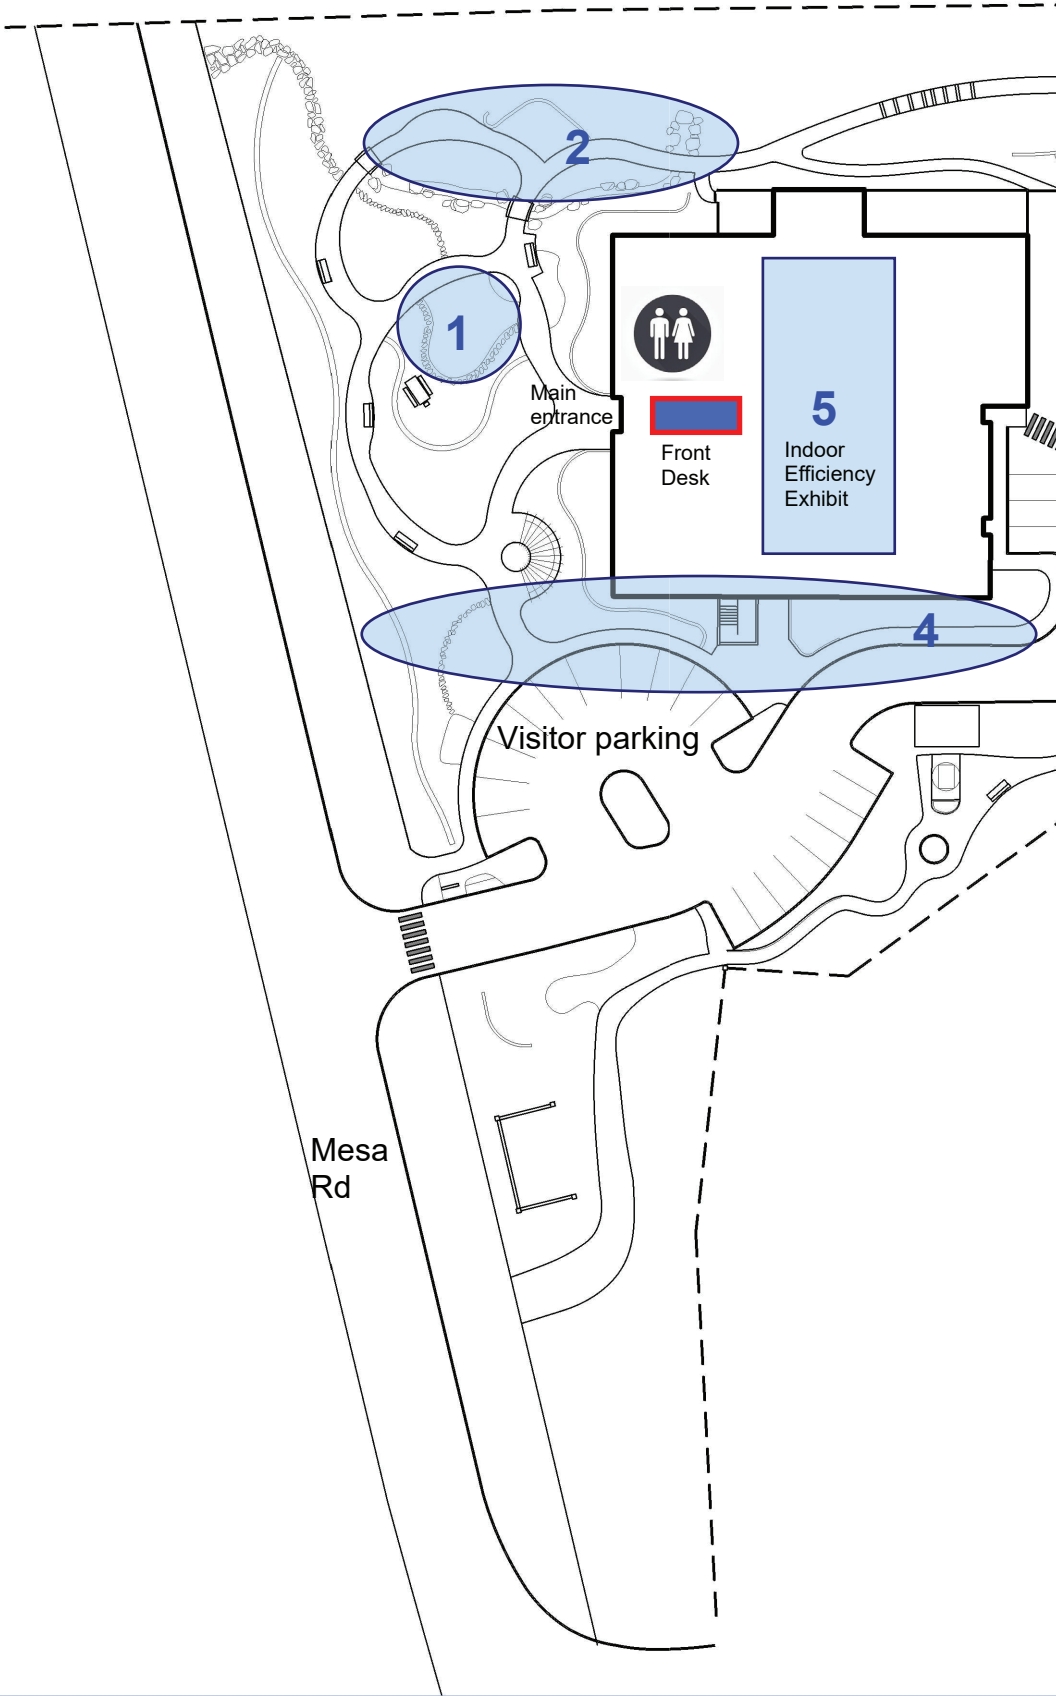 2
1
Main
entrance
Front
Desk
5
Indoor
Efficiency
Exhibit
4
Visitor parking
Mesa
Rd